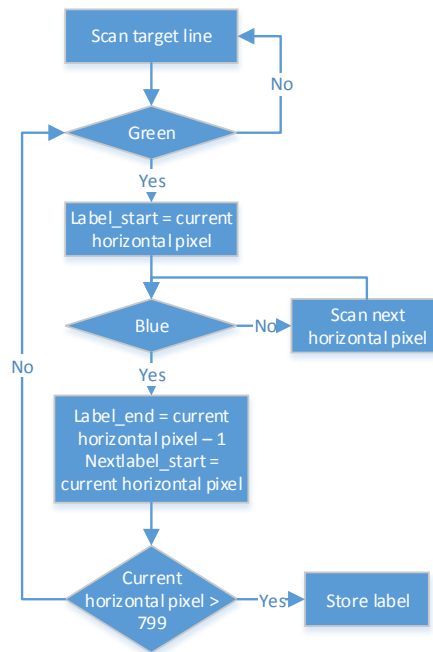 Scan target line
No
Green
Yes
Label_start = current
horizontal pixel
Blue
No
Scan next
horizontal pixel
No
Yes
Label_end = current
horizontal pixel – 1
Nextlabel_start =
current horizontal pixel
Current
horizontal pixel >
799
Yes
Store label